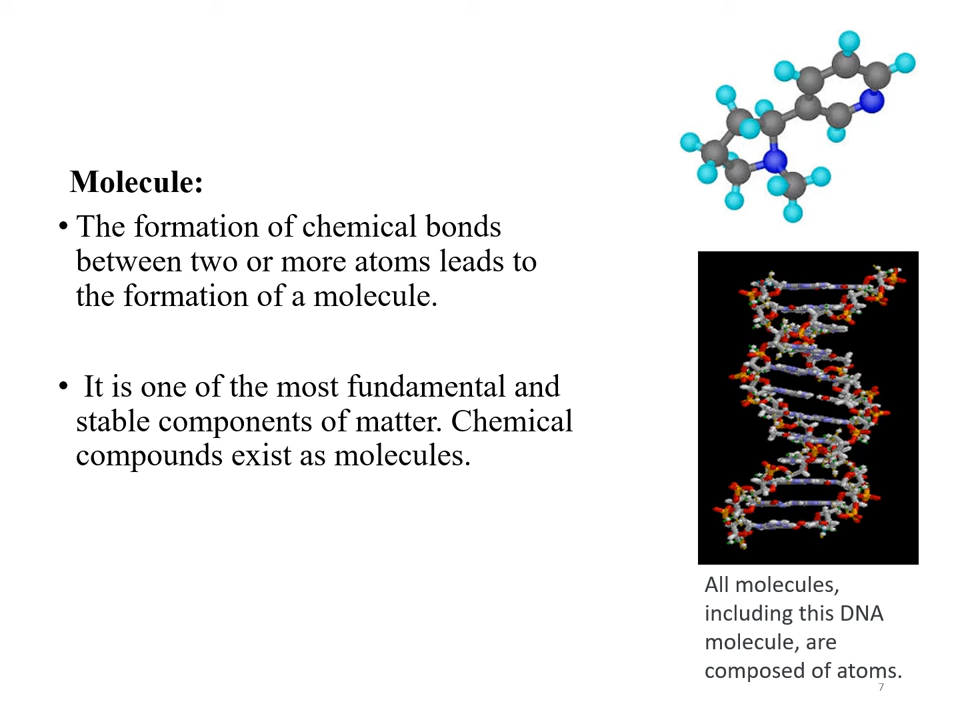 Molecule:
• The formation of chemical bonds
between two or more atoms leads to
the formation of a molecule.
• It is one of the most fundamental and
stable components of matter. Chemical
compounds exist as molecules.
All molecules,
including this DNA
molecule, are
composed of atoms.
7